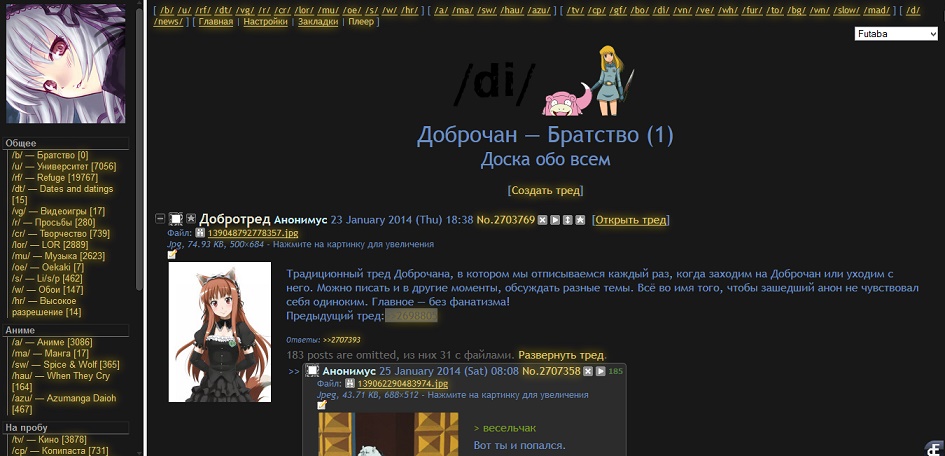 [ /b/ /u/ /rf/ /dt/ /vg/ /r/ /cr/ /lor/ /mu/ /oe/ /s/ /w/ /hr/ ] [ /a/ /ma/ /sw/ /hau/ /azu/ ] [ /tv/ /cp/ /gf/ /bo/ /di/ /vn/ /ve/ /wh/ /fur/ /to/ /bg/ /wn/ /slow/ /mad/ ] [ /d/
/news/ ] [ Главная | Настройки | Закладки | Плеер ]
Futaba
/di/
Доброчан — Братство (1)
Доска обо всем
[Создать тред]
Общее
/b/ — Братство [0]
/u/ — Университет [7056]
/rf/ — Refuge [19767]
/dt/ — Dates and datings
[15]
/vg/ — Видеоигры [17]
/r/ — Просьбы [280]
/cr/ — Творчество [739]
/lor/ — LOR [2889]
/mu/ — Музыка [2623]
/oe/ — Oekaki [7]
/s/ — Li/s/p [462]
/w/ — Обои [147]
/hr/ — Высокое
разрешение [14]
Аниме
/a/ — Аниме [3086]
/ma/ — Манга [17]
/sw/ — Spice & Wolf [365]
/hau/ — When They Cry
[164]
/azu/ — Azumanga Daioh
[467]
На пробу
/tv/ — Кино [3878]
/cp/ — Копипаста [731]
Добротред Анонимус 23 January 2014 (Thu) 18:38 No.2703769 [Открыть тред]
Файл: 139048792778357.jpg
Jpg, 74.93 KB, 500×684 - Нажмите на картинку для увеличения
Традиционный тред Доброчана, в котором мы отписываемся каждый раз, когда заходим на Доброчан или уходим с
него. Можно писать и в другие моменты, обсуждать разные темы. Всё во имя того, чтобы зашедший анон не чувствовал
себя одиноким. Главное — без фанатизма!
Предыдущий тред:
Ответы: >>2707393
183 posts are omitted, из них 31 с файлами. Развернуть тред.
>> Анонимус 25 January 2014 (Sat) 08:08 No.2707358 185
Файл: 139062290483974.jpg
Jpeg, 43.71 KB, 688×512 - Нажмите на картинку для увеличения
> весельчак
Вот ты и попался.